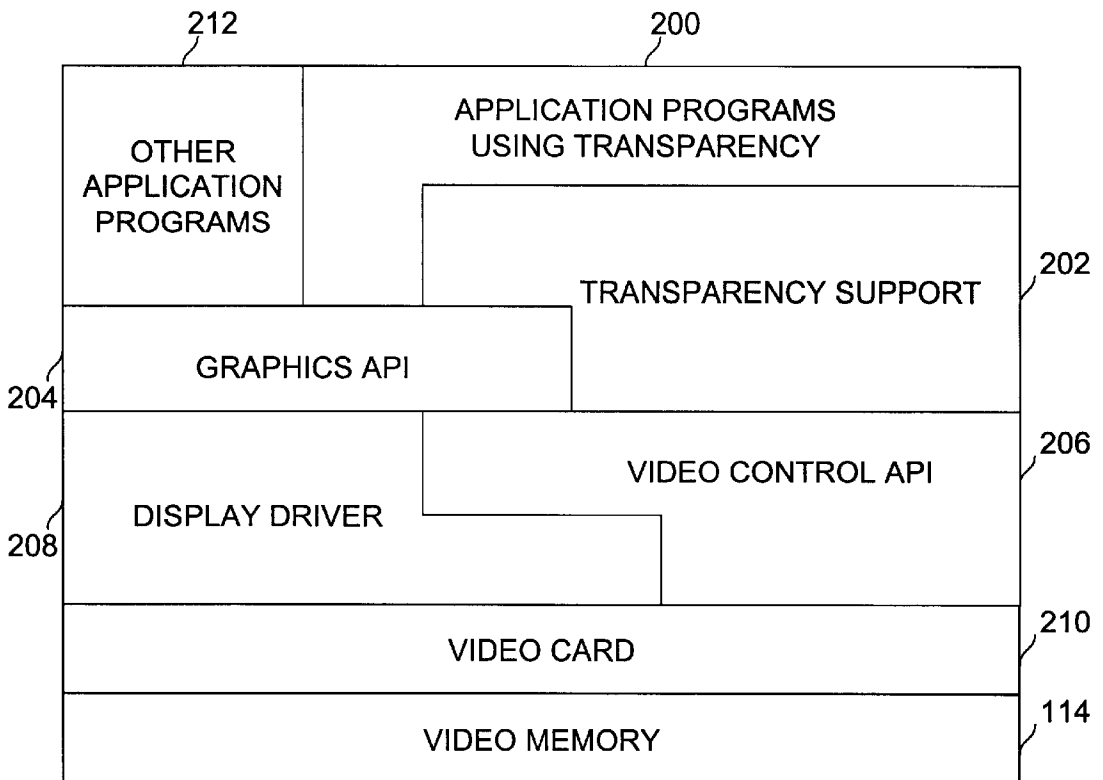 212
200
OTHER
APPLICATION
PROGRAMS
APPLICATION PROGRAMS
USING TRANSPARENCY
TRANSPARENCY SUPPORT
202
GRAPHICS API
204
DISPLAY DRIVER
208
VIDEO CONTROL API
206
VIDEO CARD
210
VIDEO MEMORY
114